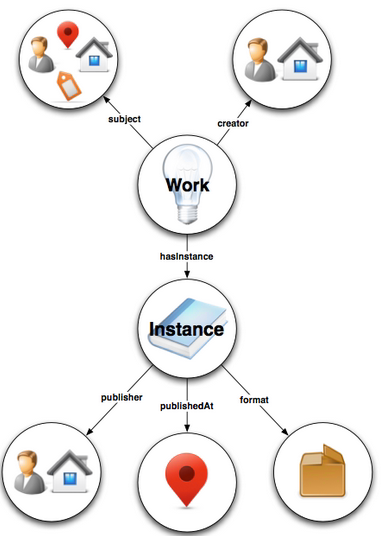 subject
creator
Work
hasInstance
Instance
publisher
publishedAt
format